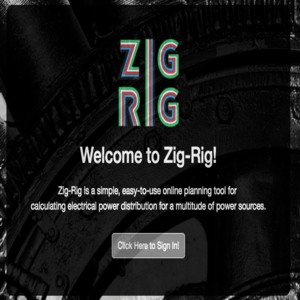 ZIG
RIG
Welcome to Zig-Rig!
Zig-Rig is a simple, easy-to-use online planning tool for
calculating electrical power distribution for a multitude of power sources.
Click Here to Sign In!